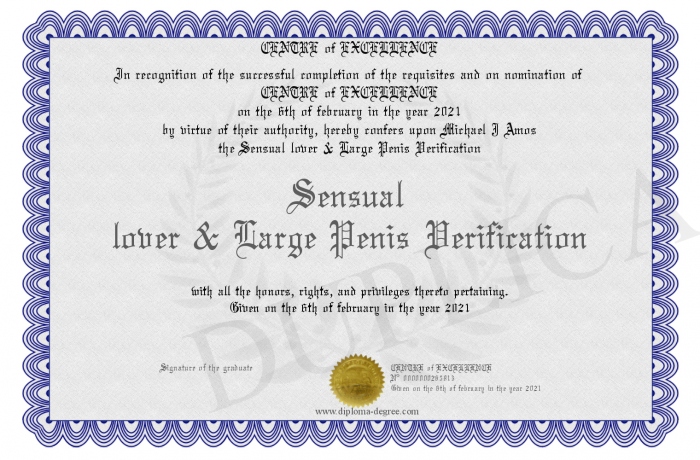 CENTRE of EXCELLENCE
In recognition of the successful completion of the requisites and on nomination of
CENTRE of EXCELLENCE
on the 6th of february in the year 2021
by virtue of their authority, hereby confers upon Michael J Amos
the Sensual lover & Large Penis Verification
Sensual
lover & Large Penis Verification
with all the honors, rights, and privileges thereto pertaining.
Given on the 6th of february in the year 2021
DUPLICA
Signature of the graduate
CENTRE of EXCELLENCE
Given on the 6th of february in the year 2021
www.diploma-degree.com